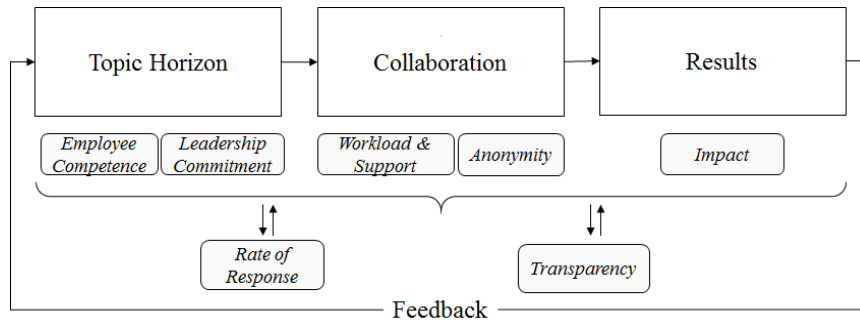 Topic Horizon
Collaboration
Results
Employee
Competence
Leadership
Commitment
Workload &
Support
Anonymity
Impact
Rate of
Response
Transparency
Feedback